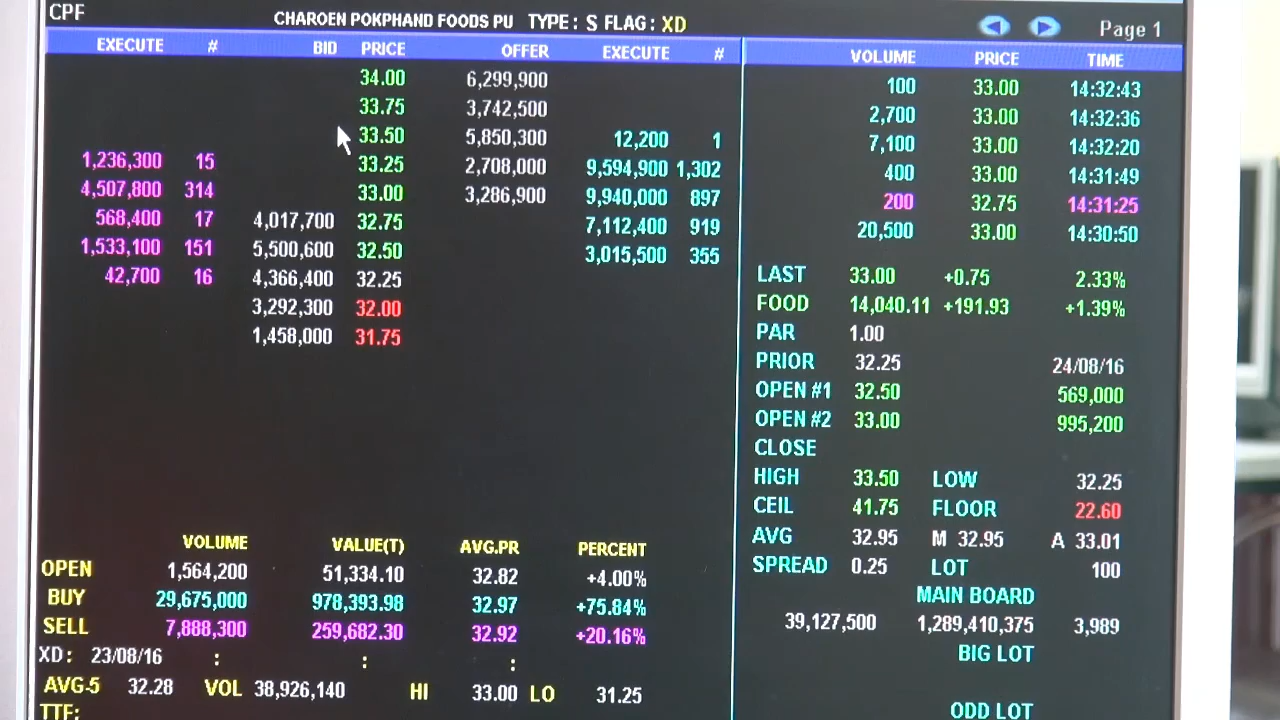 CPF
CHAROEN POKPHAND FOODS PU TYPE: S FLAG: XD
Page 1
EXECUTE # BID PRICE OFFER EXECUTE #
34.00 6,299,900
33.75 3,742,500
33.50 5,850,300 12,200 1
1,236,300 15 33.25 2,708,000 9,594,900 1,302
4,507,800 314 33.00 3,286,900 9,940,000 897
568,400 17 4,017,700 32.75 7,112,400 919
1,533,100 151 5,500,600 32.50 3,015,500 355
42,700 16 4,366,400 32.25
3,292,300 32.00
1,458,000 31.75
VOLUME VALUE(T) AVG.PR PERCENT
OPEN 1,564,200 51,334.10 32.82 +4.00%
BUY 29,675,000 978,393.98 32.97 +75.84%
SELL 7,888,300 259,682.30 32.92 +20.16%
XD: 23/08/16 : : :
AVG-5 32.28 VOL 38,926,140 HI 33.00 LO 31.25
TTF:
VOLUME PRICE TIME
100 33.00 14:32:43
2,700 33.00 14:32:36
7,100 33.00 14:32:20
400 33.00 14:31:49
200 32.75 14:31:25
20,500 33.00 14:30:50
LAST 33.00 +0.75 2.33%
FOOD 14,040.11 +191.93 +1.39%
PAR 1.00
PRIOR 32.25 24/08/16
OPEN #1 32.50 569,000
OPEN #2 33.00 995,200
CLOSE
HIGH 33.50 LOW 32.25
CEIL 41.75 FLOOR 22.60
AVG 32.95 M 32.95 A 33.01
SPREAD 0.25 LOT 100
MAIN BOARD
39,127,500 1,289,410,375 3,989
BIG LOT
ODD LOT